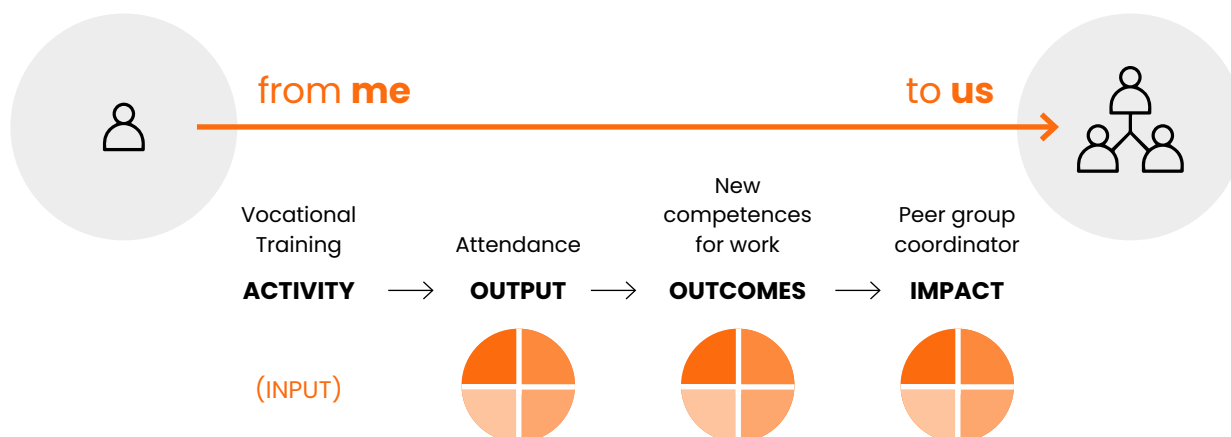 from me
to us
Vocational
Training
Attendance
New
competences
for work
Peer group
coordinator
ACTIVITY
OUTPUT
OUTCOMES
IMPACT
(INPUT)